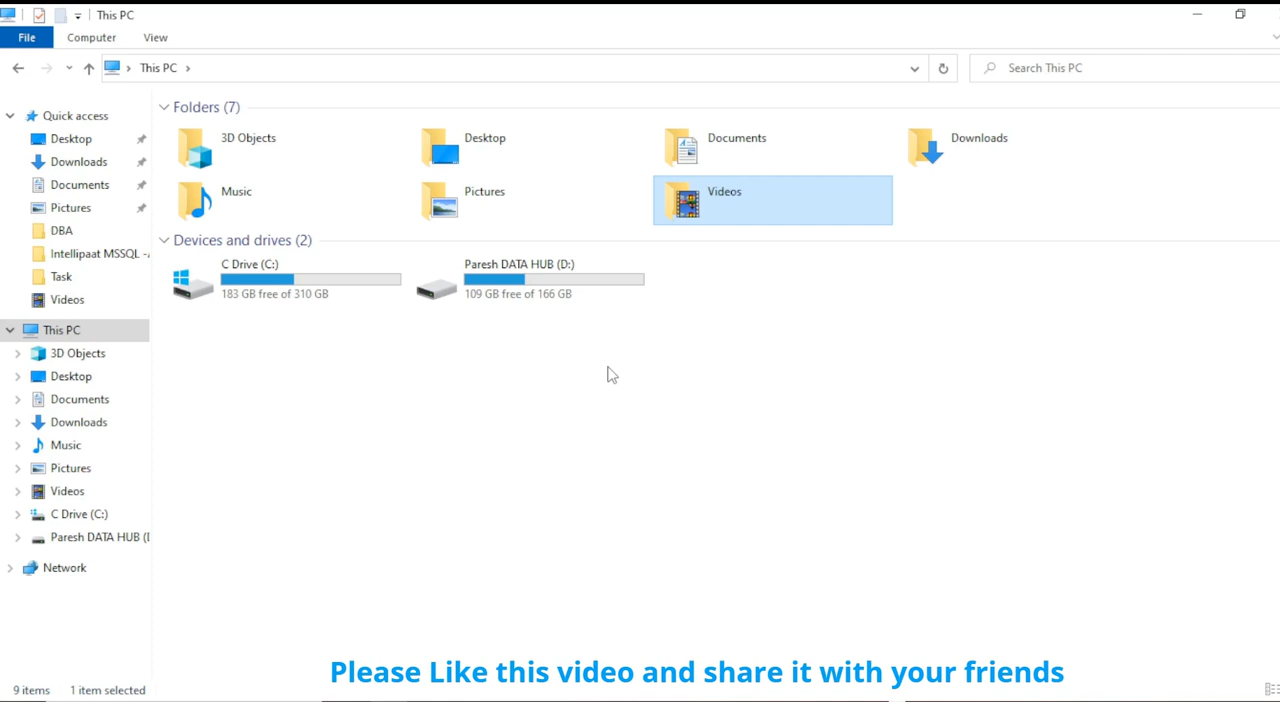 This PC
File
Computer
View
This PC
Search This PC
Quick access
Desktop
Downloads
Documents
Pictures
DBA
Intellipaat MSSQL -
Task
Videos
This PC
3D Objects
Desktop
Documents
Downloads
Music
Pictures
Videos
C Drive (C:)
Paresh DATA HUB (
Network
Folders (7)
3D Objects
Desktop
Documents
Downloads
Music
Pictures
Videos
Devices and drives (2)
C Drive (C:)
183 GB free of 310 GB
Paresh DATA HUB (D:)
109 GB free of 166 GB
Please Like this video and share it with your friends
9 items
1 item selected